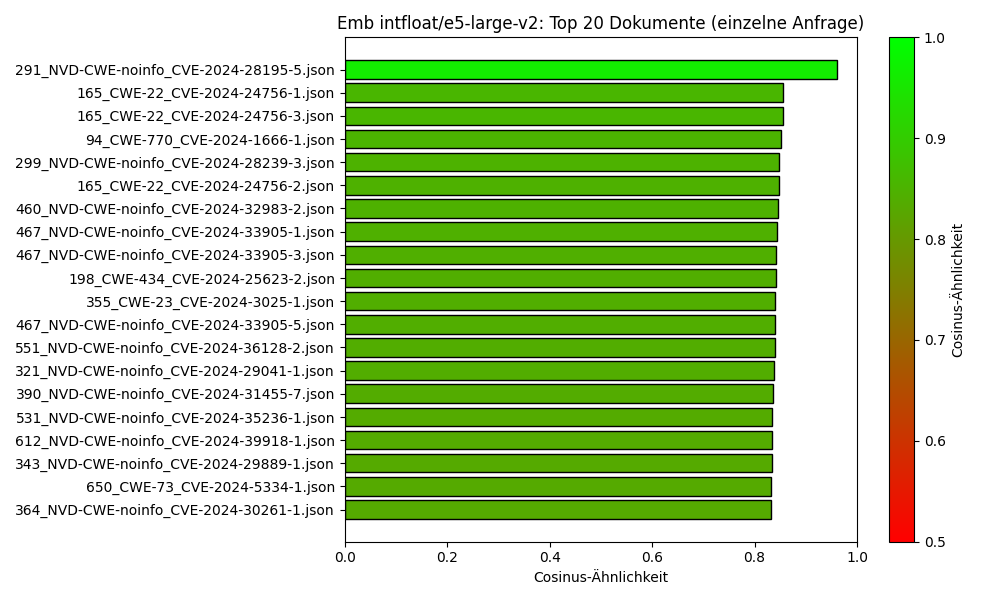 Emb intfloat/e5-large-v2: Top 20 Dokumente (einzelne Anfrage)
291_NVD-CWE-noinfo_CVE-2024-28195-5.json
165_CWE-22_CVE-2024-24756-1.json
165_CWE-22_CVE-2024-24756-3.json
94_CWE-770_CVE-2024-1666-1.json
299_NVD-CWE-noinfo_CVE-2024-28239-3.json
165_CWE-22_CVE-2024-24756-2.json
460_NVD-CWE-noinfo_CVE-2024-32983-2.json
467_NVD-CWE-noinfo_CVE-2024-33905-1.json
467_NVD-CWE-noinfo_CVE-2024-33905-3.json
198_CWE-434_CVE-2024-25623-2.json
355_CWE-23_CVE-2024-3025-1.json
467_NVD-CWE-noinfo_CVE-2024-33905-5.json
551_NVD-CWE-noinfo_CVE-2024-36128-2.json
321_NVD-CWE-noinfo_CVE-2024-29041-1.json
390_NVD-CWE-noinfo_CVE-2024-31455-7.json
531_NVD-CWE-noinfo_CVE-2024-35236-1.json
612_NVD-CWE-noinfo_CVE-2024-39918-1.json
343_NVD-CWE-noinfo_CVE-2024-29889-1.json
650_CWE-73_CVE-2024-5334-1.json
364_NVD-CWE-noinfo_CVE-2024-30261-1.json
0.0 0.2 0.4 0.6 0.8 1.0
Cosinus-Ähnlichkeit
1.0
0.9
0.8
0.7
0.6
0.5
Cosinus-Ähnlichkeit